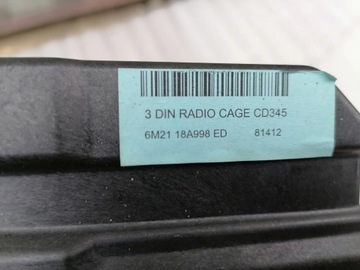 3 DIN RADIO CAGE CD345
6M21 18A998 ED 81412